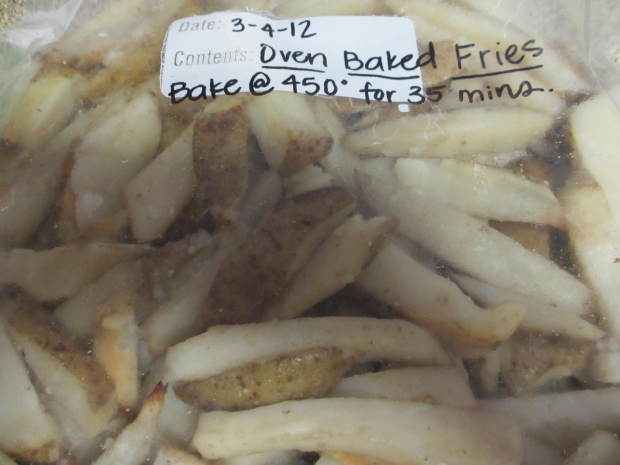 Date: 3-4-12
Contents: Oven Baked Fries
Bake @ 450° for 35 mins.